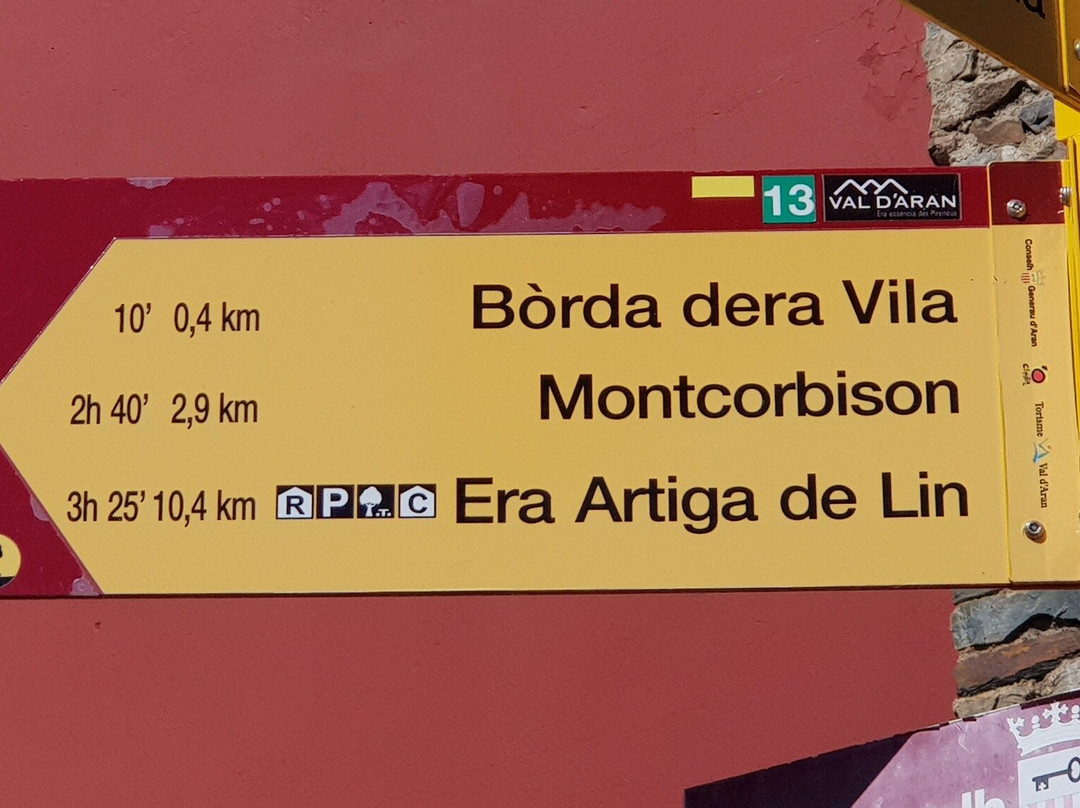 13 VAL D'ARAN
Era essència des Pirenèus
10' 0,4 km Bòrda dera Vila
2h 40' 2,9 km Montcorbison
3h 25' 10,4 km R P C Era Artiga de Lin
Conselh Generau d'Aran
Torisme Val d'Aran